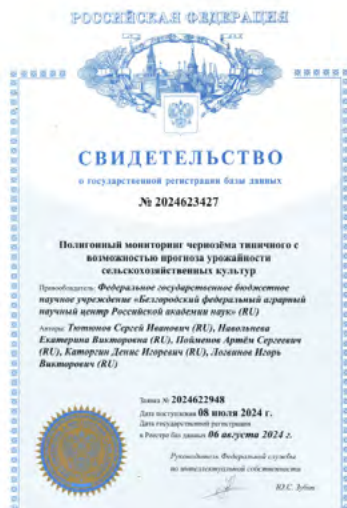 РОССИЙСКАЯ ФЕДЕРАЦИЯ
СВИДЕТЕЛЬСТВО
о государственной регистрации базы данных
№ 2024623427
Полигонный мониторинг чернозёма типичного с
возможностью прогноза урожайности
сельскохозяйственных культур
Правообладатель: Федеральное государственное бюджетное
научное учреждение «Белгородский федеральный аграрный
научный центр Российской академии наук» (RU)
Авторы: Тютюнов Сергей Иванович (RU), Навольнева
Екатерина Викторовна (RU), Пойменов Артём Сергеевич
(RU), Каторгин Денис Игоревич (RU), Логвинов Игорь
Викторович (RU)
Заявка № 2024622948
Дата поступления 08 июля 2024 г.
Дата государственной регистрации
в Реестре баз данных 06 августа 2024 г.
Руководитель Федеральной службы
по интеллектуальной собственности
Ю.С. Зубов